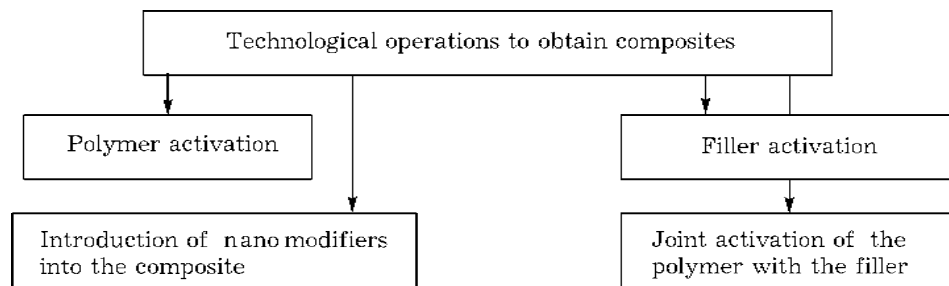 Technological operations to obtain composites
Polymer activation
Filler activation
Introduction of nano modifiers
into the composite
Joint activation of the
polymer with the filler